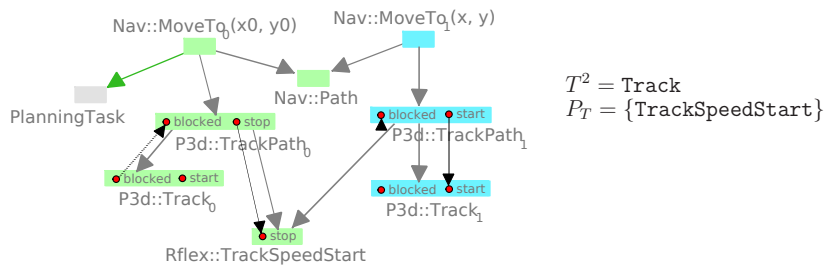 Nav::MoveTo0(x0, y0)
Nav::MoveTo1(x, y)
PlanningTask
Nav::Path
blocked stop
P3d::TrackPath0
blocked start
P3d::TrackPath1
blocked start
P3d::Track0
blocked start
P3d::Track1
stop
Rflex::TrackSpeedStart
T² = Track
P_T = {TrackSpeedStart}